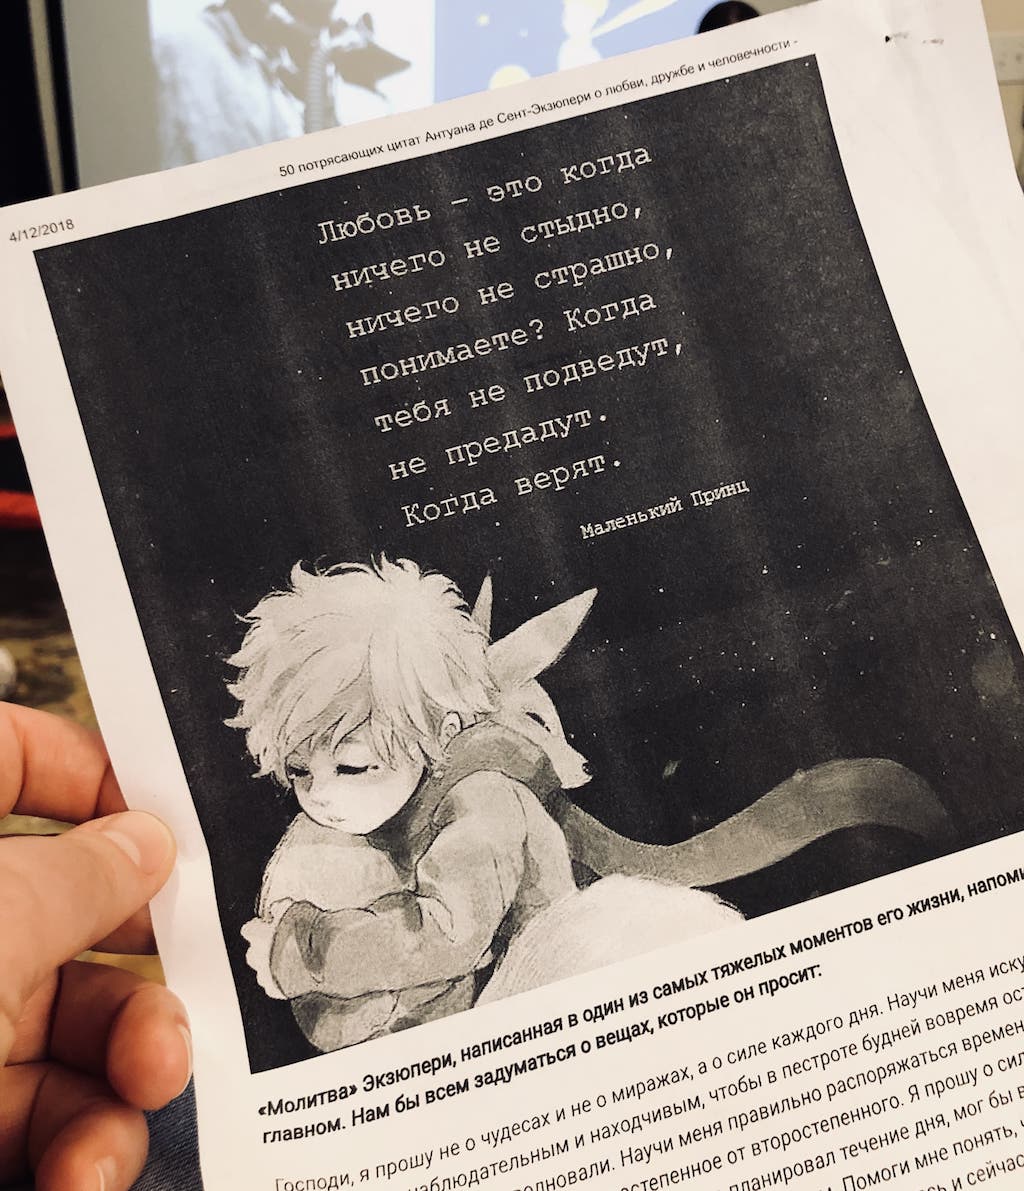 50 потрясающих цитат Антуана де Сент-Экзюпери о любви, дружбе и человечности -
4/12/2018
Любовь – это когда
ничего не стыдно,
ничего не страшно,
понимаете? Когда
тебя не подведут,
не предадут.
Когда верят.
Маленький Принц
«Молитва» Экзюпери, написанная в один из самых тяжелых моментов его жизни,
главном. Нам бы всем задуматься о вещах, которые он просит:
Господи, я прошу не о чудесах и не о миражах, а о силе каждого дня. Научи меня
наблюдательным и находчивым, чтобы в пестроте будней вовремя
Научи меня правильно распоряжаться
от второстепенного. Я прошу о
планировал течение дня, мог бы
Помоги мне понять,
и сейчас